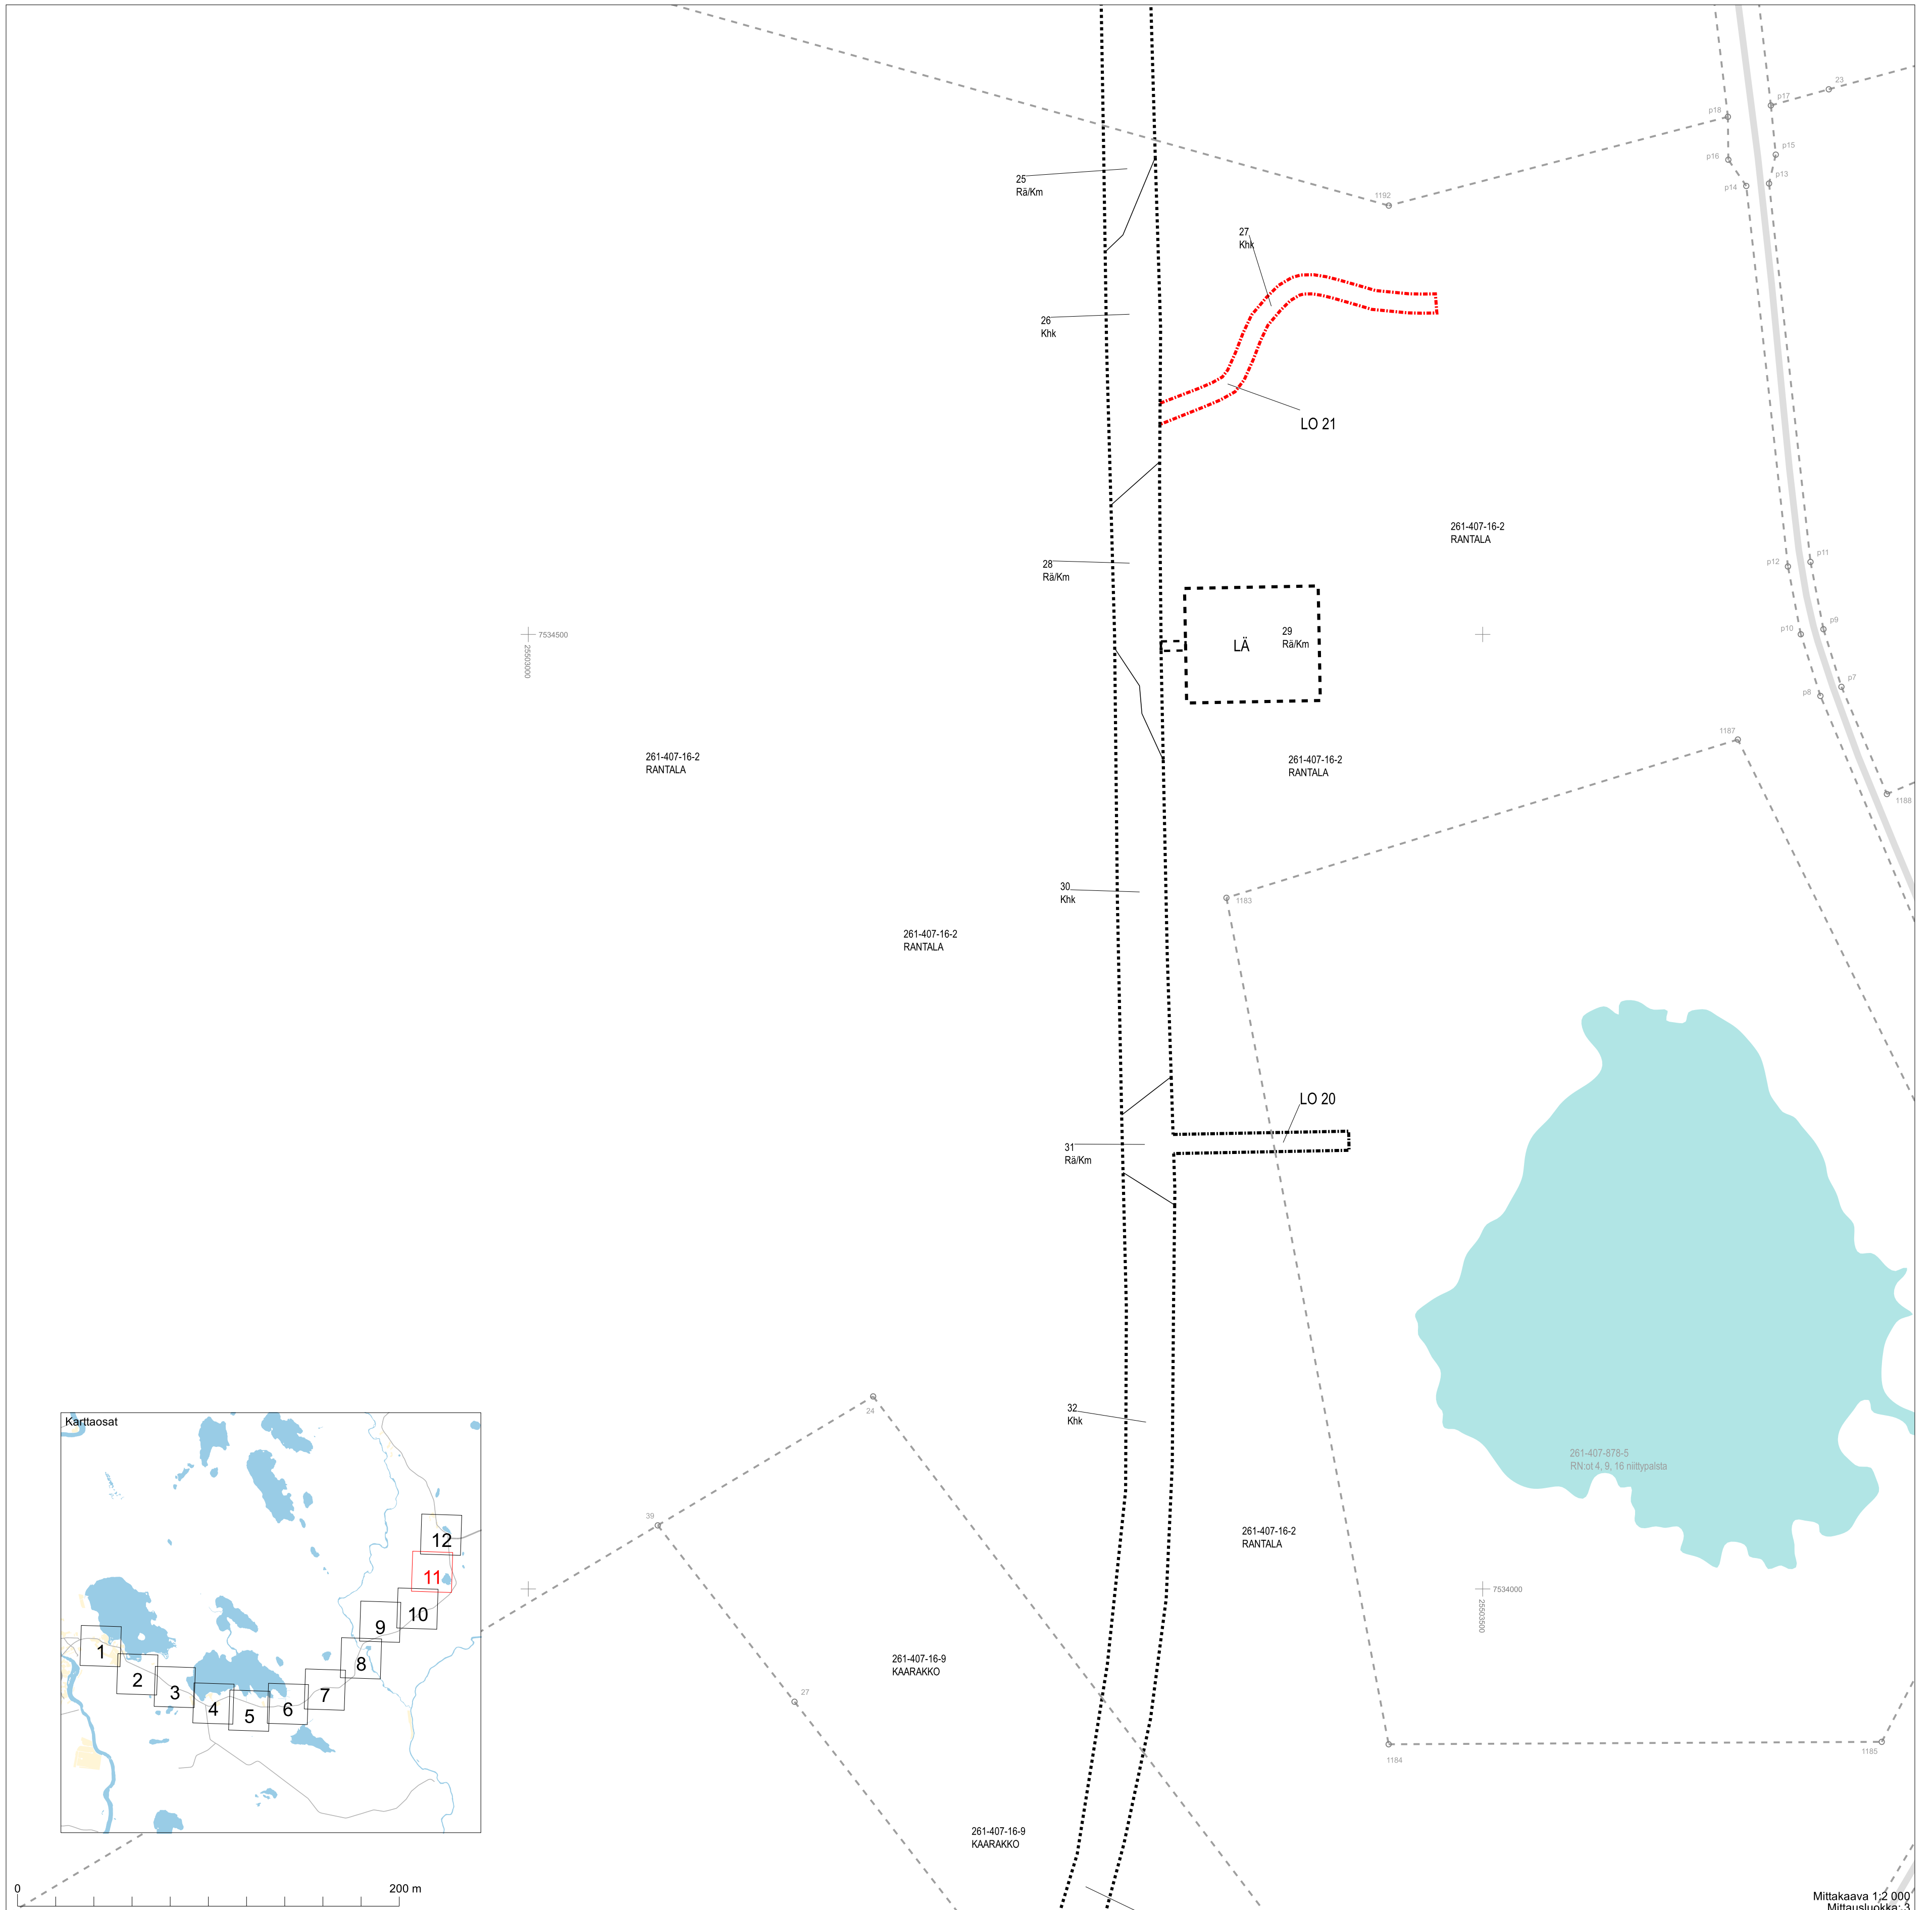 23
p17
p18
p15
p16
p13
p14
25
Rä/Km
1192
27
Khk
26
Khk
LO 21
261-407-16-2
RANTALA
p11
p12
28
Rä/Km
7534500
25503000
29
Rä/Km
LÄ
p9
p10
p7
p8
1187
261-407-16-2
RANTALA
261-407-16-2
RANTALA
1188
30
Khk
1183
261-407-16-2
RANTALA
LO 20
31
Rä/Km
24
32
Khk
Karttaosat
261-407-878-5
RN:ot 4, 9, 16 niittypalsta
39
261-407-16-2
RANTALA
12
11
10
9
8
7
6
5
4
3
2
1
7534000
25503500
261-407-16-9
KAARAKKO
27
1184
1185
261-407-16-9
KAARAKKO
0
200 m
Mittakaava 1:2 000
Mittausluokka: 3